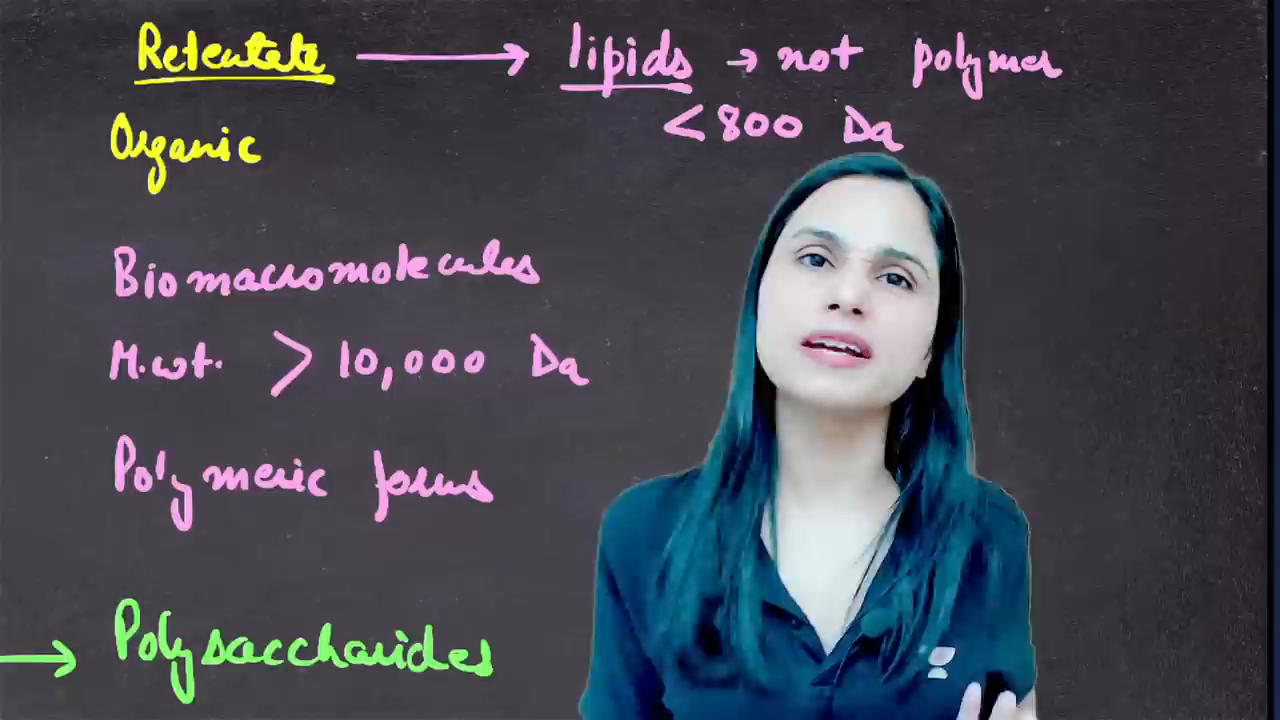 Retentate → lipids → not polymer
< 800 Da
Organic
Biomacromolecules
M.wt. > 10,000 Da
Polymeric forms
→ Polysaccharides